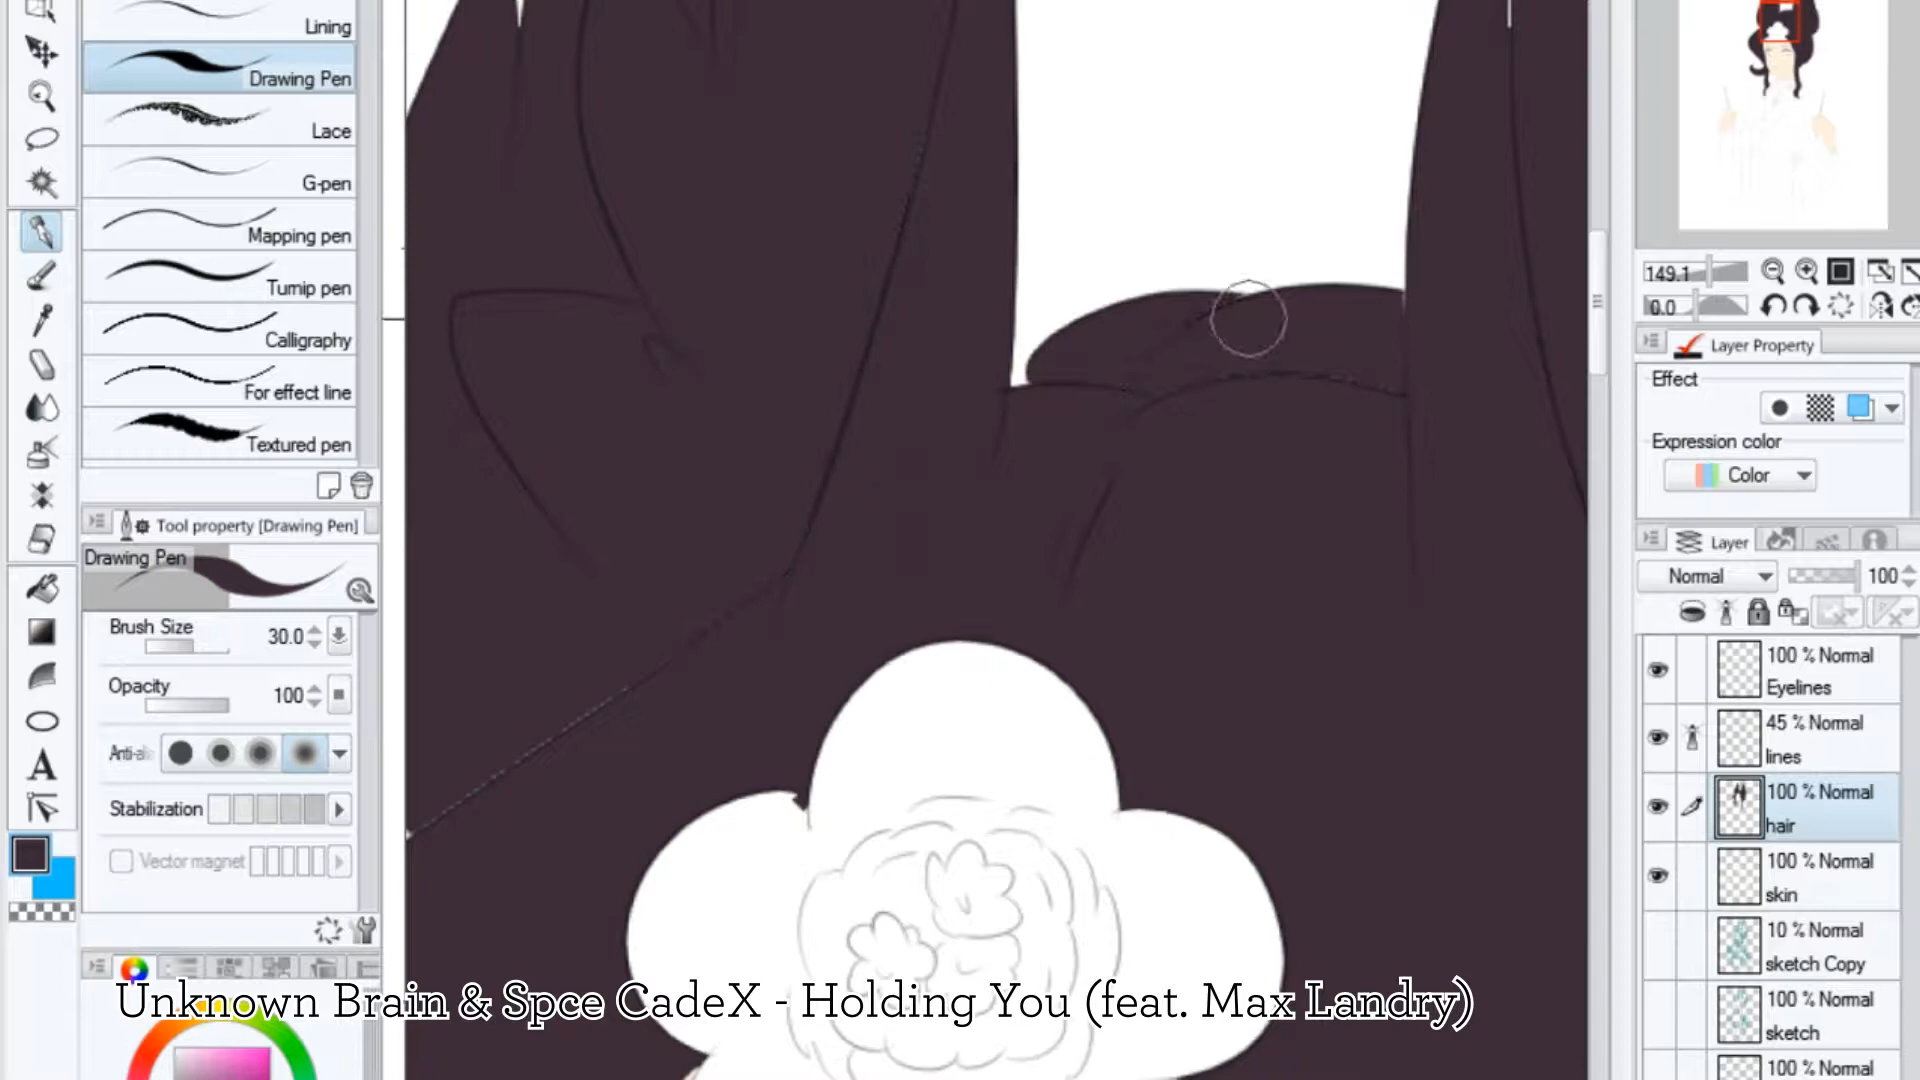 Lining
Drawing Pen
Lace
G-pen
Mapping pen
Turnip pen
Calligraphy
For effect line
Textured pen
Tool property [Drawing Pen]
Drawing Pen
Brush Size 30.0
Opacity 100
Stabilization
Vector magnet
149.1
0.0
Layer Property
Effect
Expression color
Color
Layer
Normal 100
100 % Normal
Eyelines
45 % Normal
lines
100 % Normal
hair
100 % Normal
skin
10 % Normal
sketch Copy
100 % Normal
sketch
100 % Normal
Unknown Brain & Spce CadeX - Holding You (feat. Max Landry)